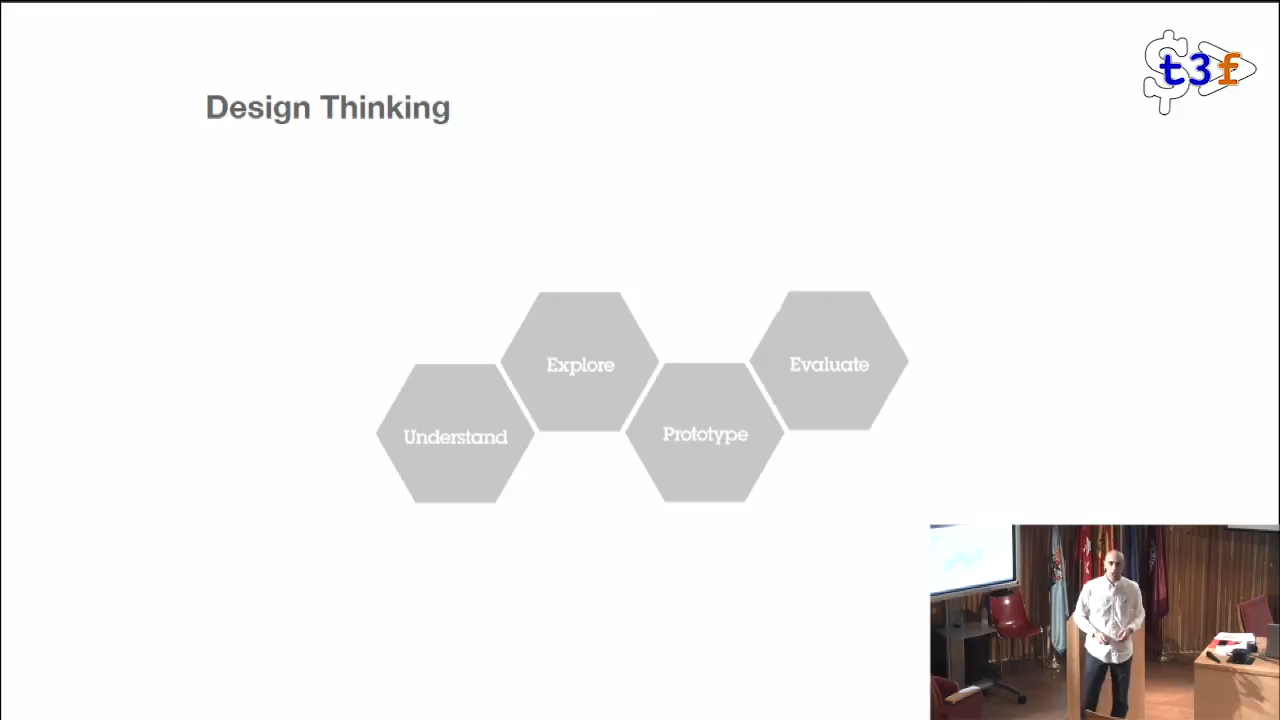 Design Thinking
t3f
Understand
Explore
Prototype
Evaluate